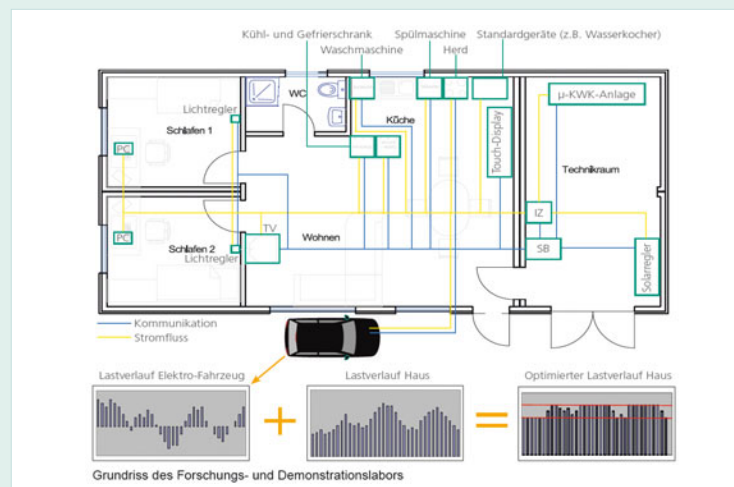 Kühl- und Gefrierschrank
Spülmaschine
Standardgeräte (z.B. Wasserkocher)
Waschmaschine
Herd
WC
Lichtregler
Küche
µ-KWK-Anlage
Schlafen 1
PC
Touch-Display
Technikraum
IZ
TV
Wohnen
PC
Schlafen 2
SB
Lichtregler
Solarregler
Kommunikation
Stromfluss
Lastverlauf Elektro-Fahrzeug
Lastverlauf Haus
Optimierter Lastverlauf Haus
+
=
Grundriss des Forschungs- und Demonstrationslabors